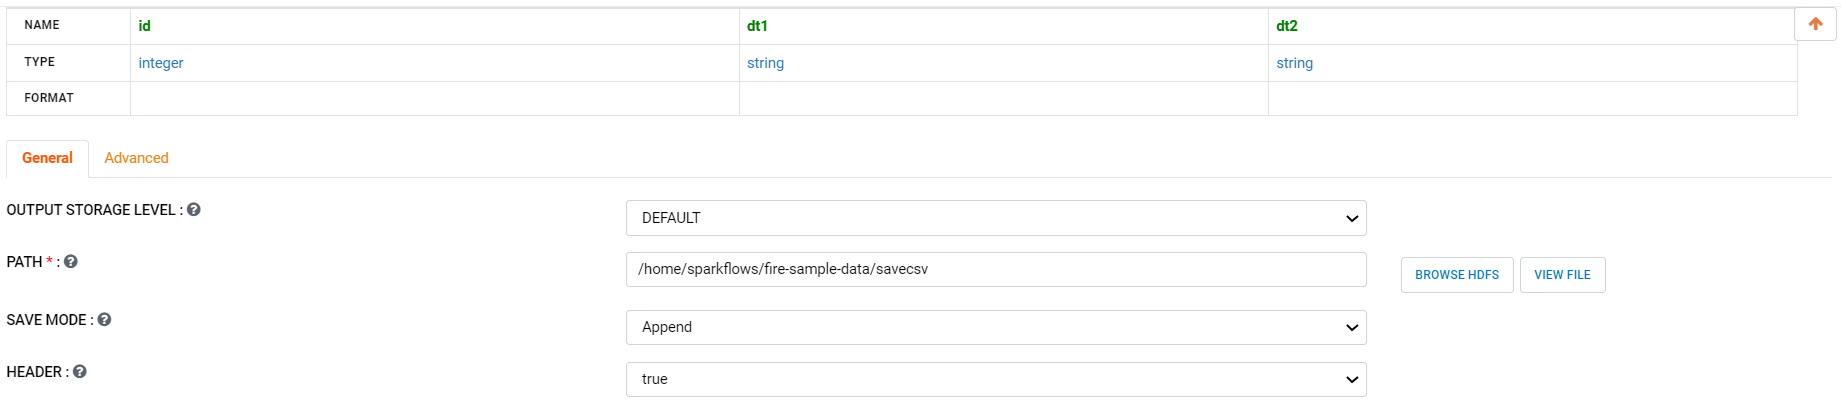 NAME id dt1 dt2
TYPE integer string string
FORMAT
General Advanced
OUTPUT STORAGE LEVEL : DEFAULT
PATH * : /home/sparkflows/fire-sample-data/savecsv BROWSE HDFS VIEW FILE
SAVE MODE : Append
HEADER : true